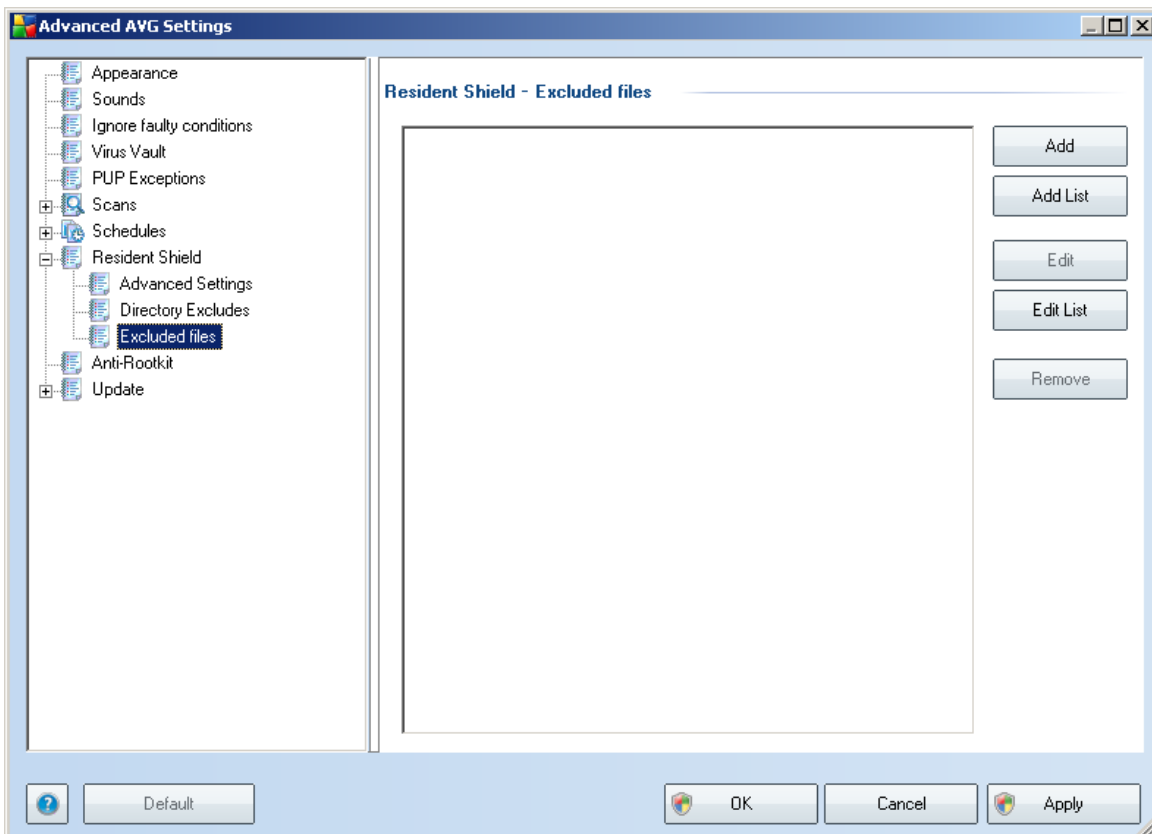 Advanced AVG Settings
Appearance
Sounds
Ignore faulty conditions
Virus Vault
PUP Exceptions
Scans
Schedules
Resident Shield
Advanced Settings
Directory Excludes
Excluded files
Anti-Rootkit
Update
Resident Shield - Excluded files
Add
Add List
Edit
Edit List
Remove
Default
OK
Cancel
Apply